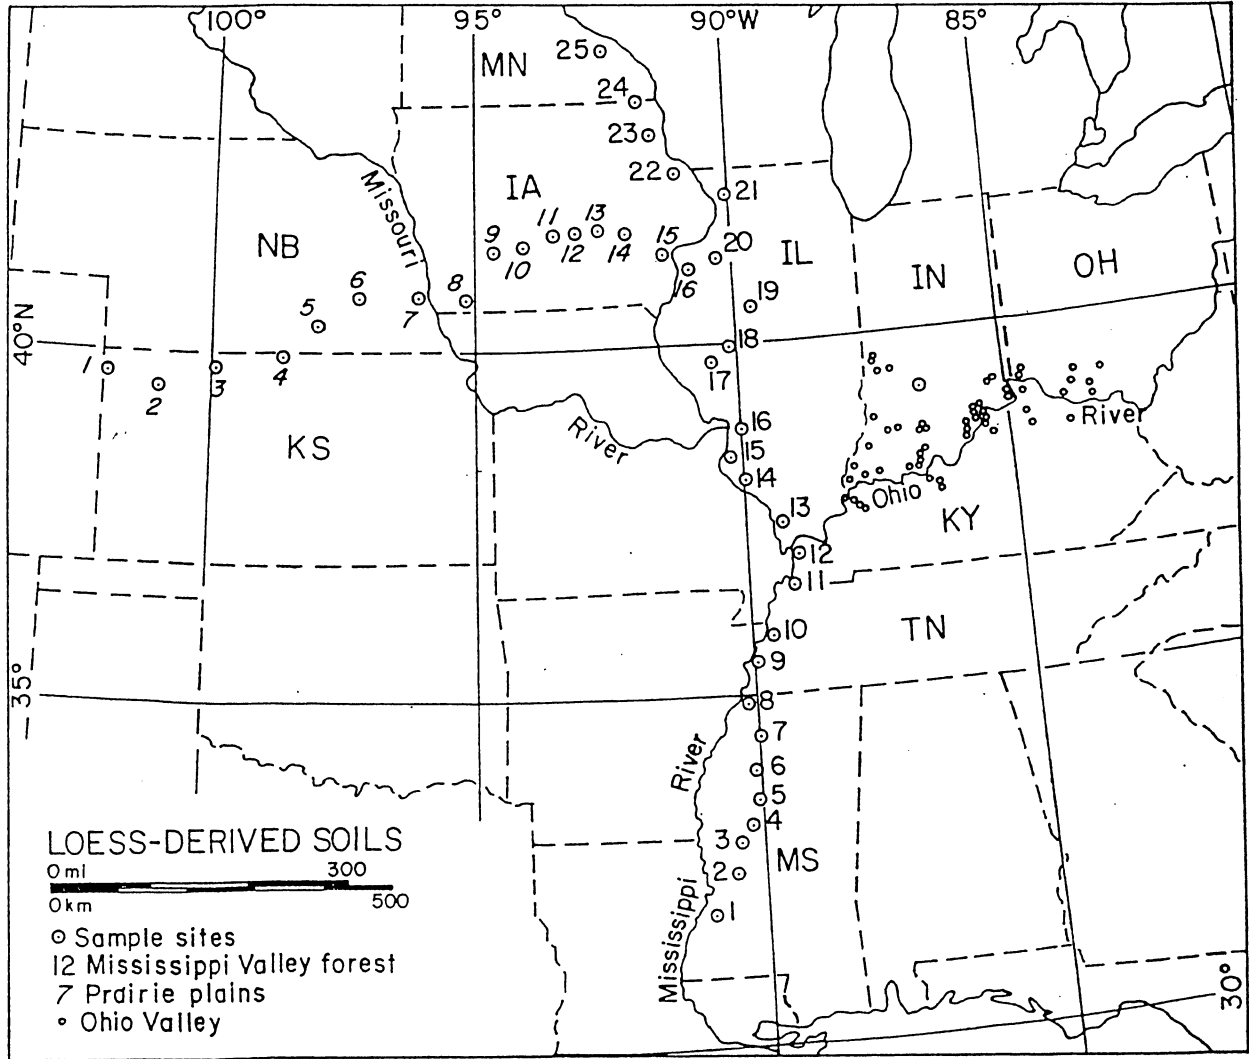 100° 95° 90°W 85°
25
MN
24
23
22
21
Missouri
IA
11 13
9 15
10 12 14
20
16
NB
IL
IN
OH
6
8
7
5
19
40°N
18
1
2
3
4
17
KS
River
16
15
14
River
Ohio
13
KY
12
11
10
TN
9
35°
8
7
River
6
5
4
3
MS
2
1
Mississippi
30°
LOESS-DERIVED SOILS
0 mi 300
0 km 500
Sample sites
12 Mississippi Valley forest
7 Prairie plains
Ohio Valley